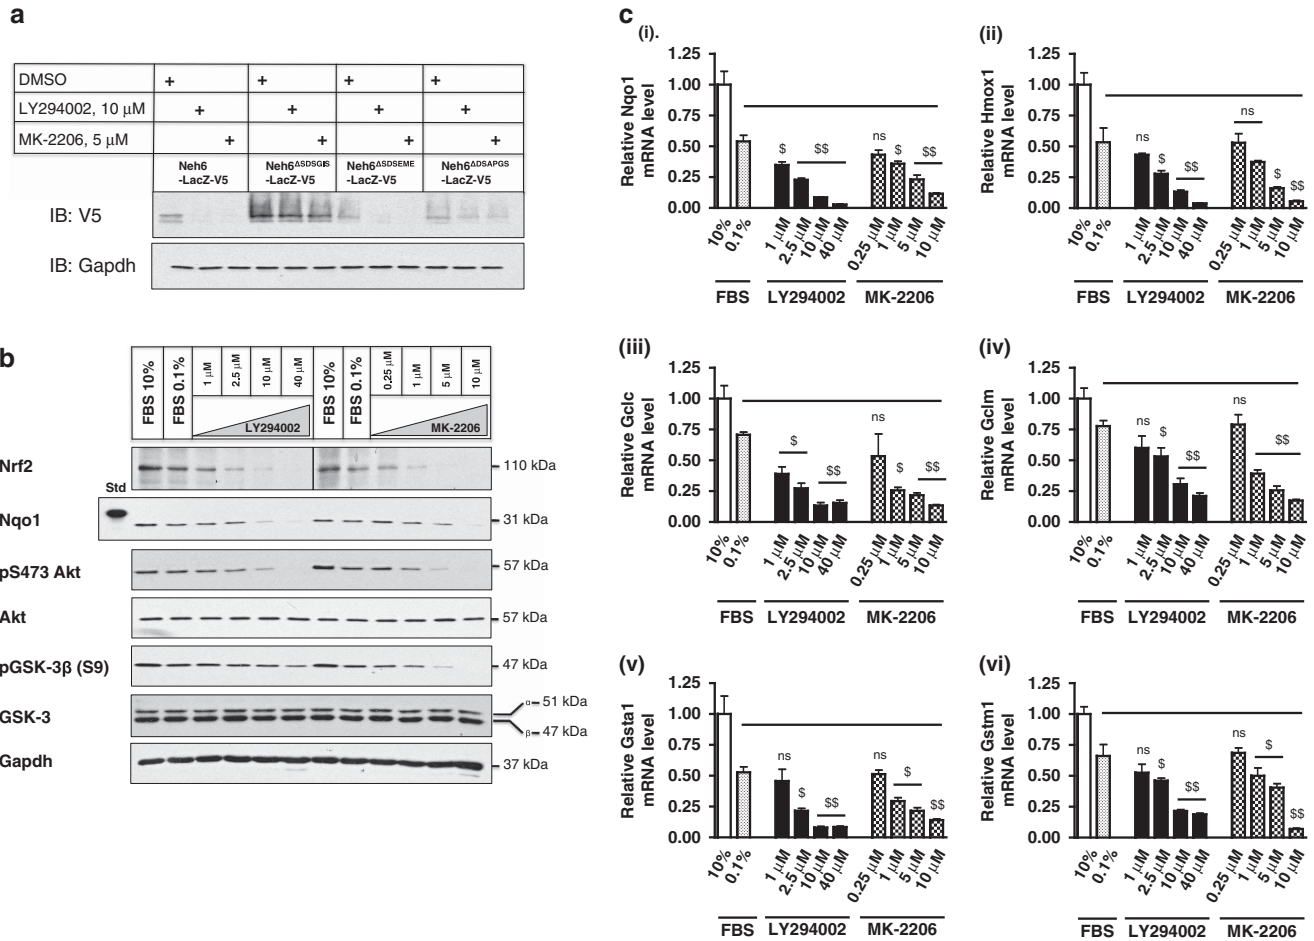 a
DMSO + + + +
LY294002, 10 μM + + + +
MK-2206, 5 μM + + + +
Neh6 -LacZ-V5
Neh6ΔSDSGIS -LacZ-V5
Neh6ΔSDSEME -LacZ-V5
Neh6ΔDSAPGS -LacZ-V5
IB: V5
IB: Gapdh
b
FBS 10% FBS 0.1% 1 μM 2.5 μM 10 μM 40 μM FBS 10% FBS 0.1% 0.25 μM 1 μM 5 μM 10 μM
LY294002 MK-2206
Nrf2 110 kDa
Std
Nqo1 31 kDa
pS473 Akt 57 kDa
Akt 57 kDa
pGSK-3β (S9) 47 kDa
GSK-3 α 51 kDa
β 47 kDa
Gapdh 37 kDa
c
(i).
Relative Nqo1
mRNA level
1.25
1.00
0.75
0.50
0.25
0.00
$ $$ ns $ $$
10% 0.1% 1 μM 2.5 μM 10 μM 40 μM 0.25 μM 1 μM 5 μM 10 μM
FBS LY294002 MK-2206
(ii)
Relative Hmox1
mRNA level
1.25
1.00
0.75
0.50
0.25
0.00
ns $ $$ ns $ $$
10% 0.1% 1 μM 2.5 μM 10 μM 40 μM 0.25 μM 1 μM 5 μM 10 μM
FBS LY294002 MK-2206
(iii)
Relative Gclc
mRNA level
1.25
1.00
0.75
0.50
0.25
0.00
$ $$ ns $ $$
10% 0.1% 1 μM 2.5 μM 10 μM 40 μM 0.25 μM 1 μM 5 μM 10 μM
FBS LY294002 MK-2206
(iv)
Relative Gclm
mRNA level
1.25
1.00
0.75
0.50
0.25
0.00
ns $ $$ ns $$
10% 0.1% 1 μM 2.5 μM 10 μM 40 μM 0.25 μM 1 μM 5 μM 10 μM
FBS LY294002 MK-2206
(v)
Relative Gsta1
mRNA level
1.25
1.00
0.75
0.50
0.25
0.00
ns $ $$ ns $ $$
10% 0.1% 1 μM 2.5 μM 10 μM 40 μM 0.25 μM 1 μM 5 μM 10 μM
FBS LY294002 MK-2206
(vi)
Relative Gstm1
mRNA level
1.25
1.00
0.75
0.50
0.25
0.00
ns $ $$ ns $ $$
10% 0.1% 1 μM 2.5 μM 10 μM 40 μM 0.25 μM 1 μM 5 μM 10 μM
FBS LY294002 MK-2206